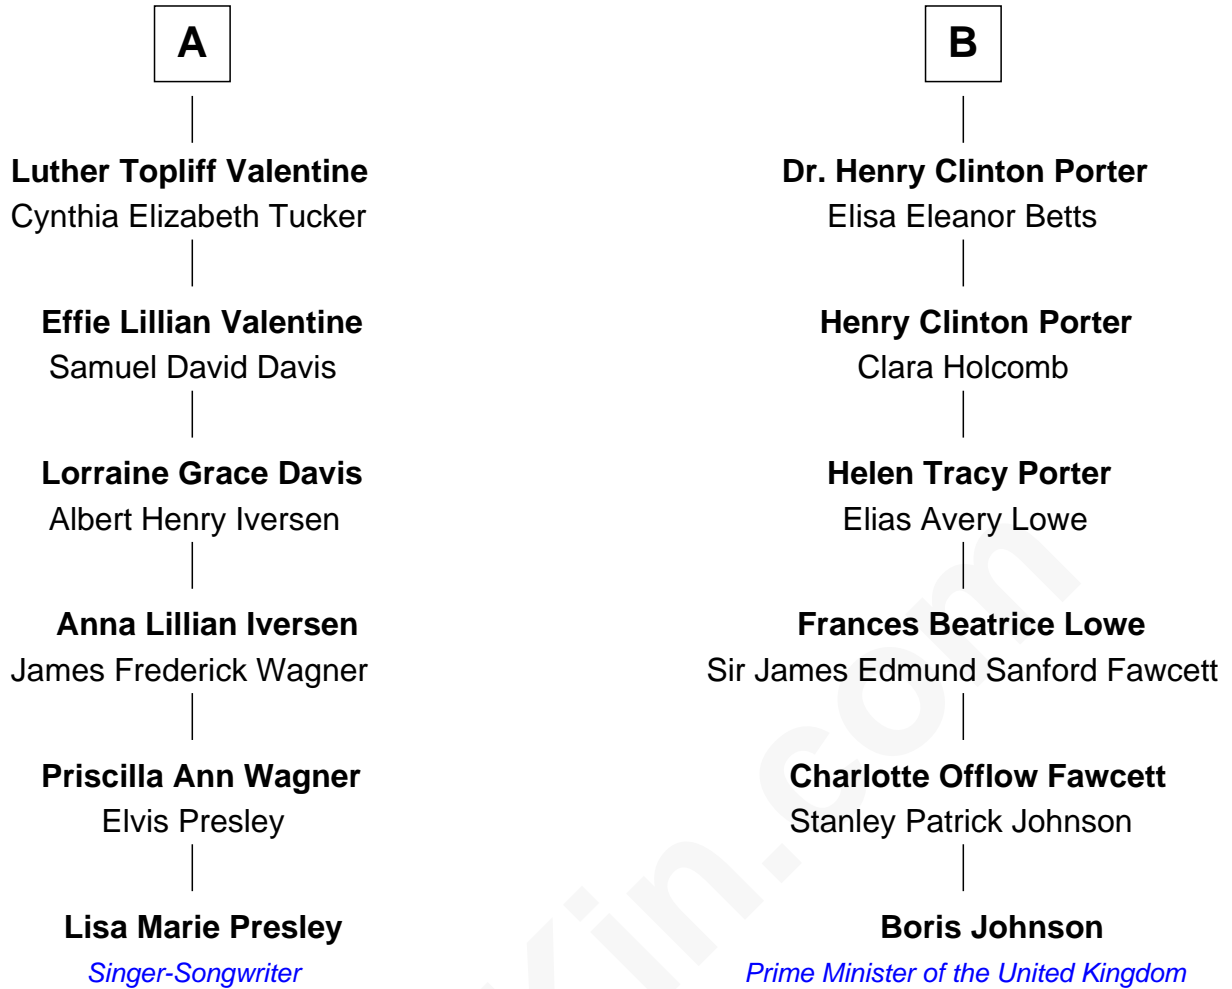 A
Luther Topliff Valentine
Cynthia Elizabeth Tucker
Effie Lillian Valentine
Samuel David Davis
Lorraine Grace Davis
Albert Henry Iversen
Anna Lillian Iversen
James Frederick Wagner
Priscilla Ann Wagner
Elvis Presley
Lisa Marie Presley
Singer-Songwriter
B
Dr. Henry Clinton Porter
Elisa Eleanor Betts
Henry Clinton Porter
Clara Holcomb
Helen Tracy Porter
Elias Avery Lowe
Frances Beatrice Lowe
Sir James Edmund Sanford Fawcett
Charlotte Offlow Fawcett
Stanley Patrick Johnson
Boris Johnson
Prime Minister of the United Kingdom
Kin.com